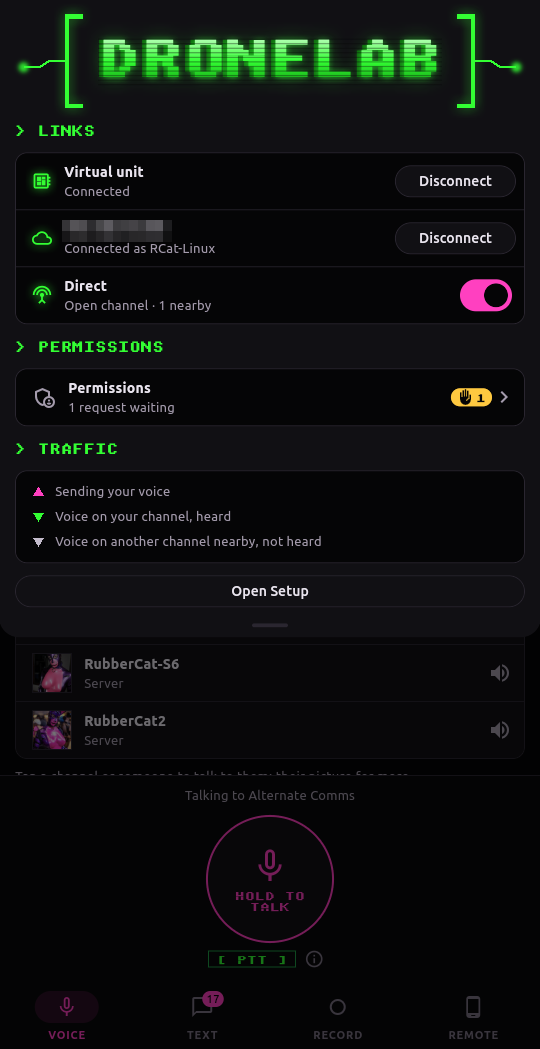 DRONELAB
> LINKS
Virtual unit
Connected
Disconnect
Connected as RCat-Linux
Disconnect
Direct
Open channel · 1 nearby
> PERMISSIONS
Permissions
1 request waiting
1
> TRAFFIC
Sending your voice
Voice on your channel, heard
Voice on another channel nearby, not heard
Open Setup
RubberCat-S6
Server
RubberCat2
Server
Talking to Alternate Comms
HOLD TO
TALK
[ PTT ]
17
VOICE
TEXT
RECORD
REMOTE